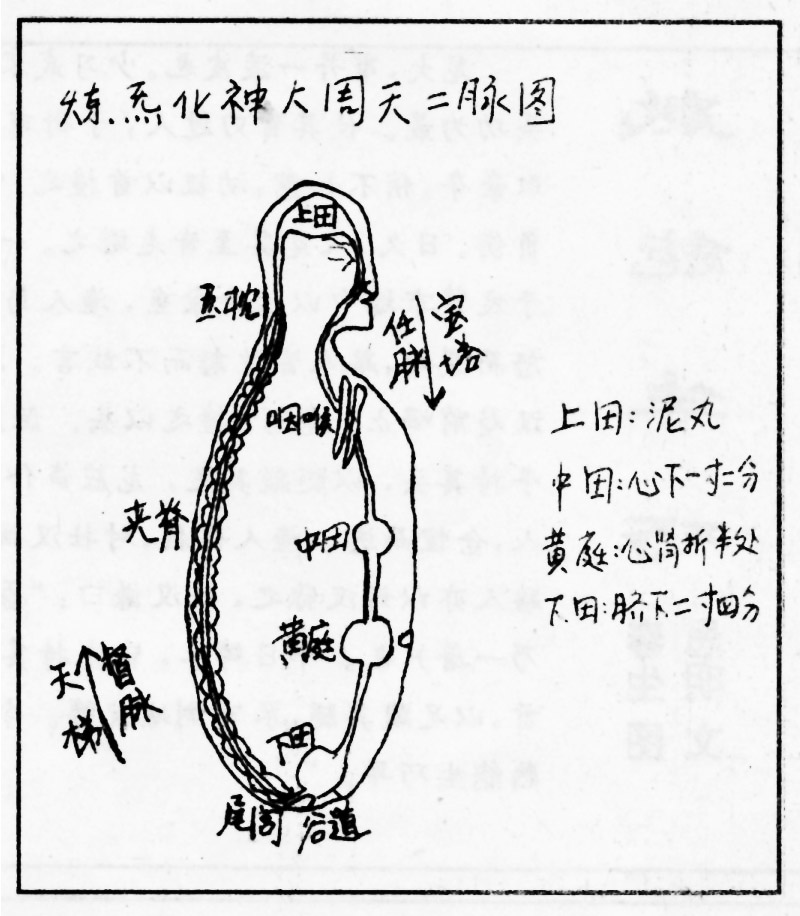 炼炁化神大周天二脉图
上田
玉枕
任脉
宝塔
咽喉
夹脊
中田
黄庭
天梯
督脉
下田
尾闾
谷道
上田:泥丸
中田:心下一寸二分
黄庭:心肾折半处
下田:脐下二寸四分